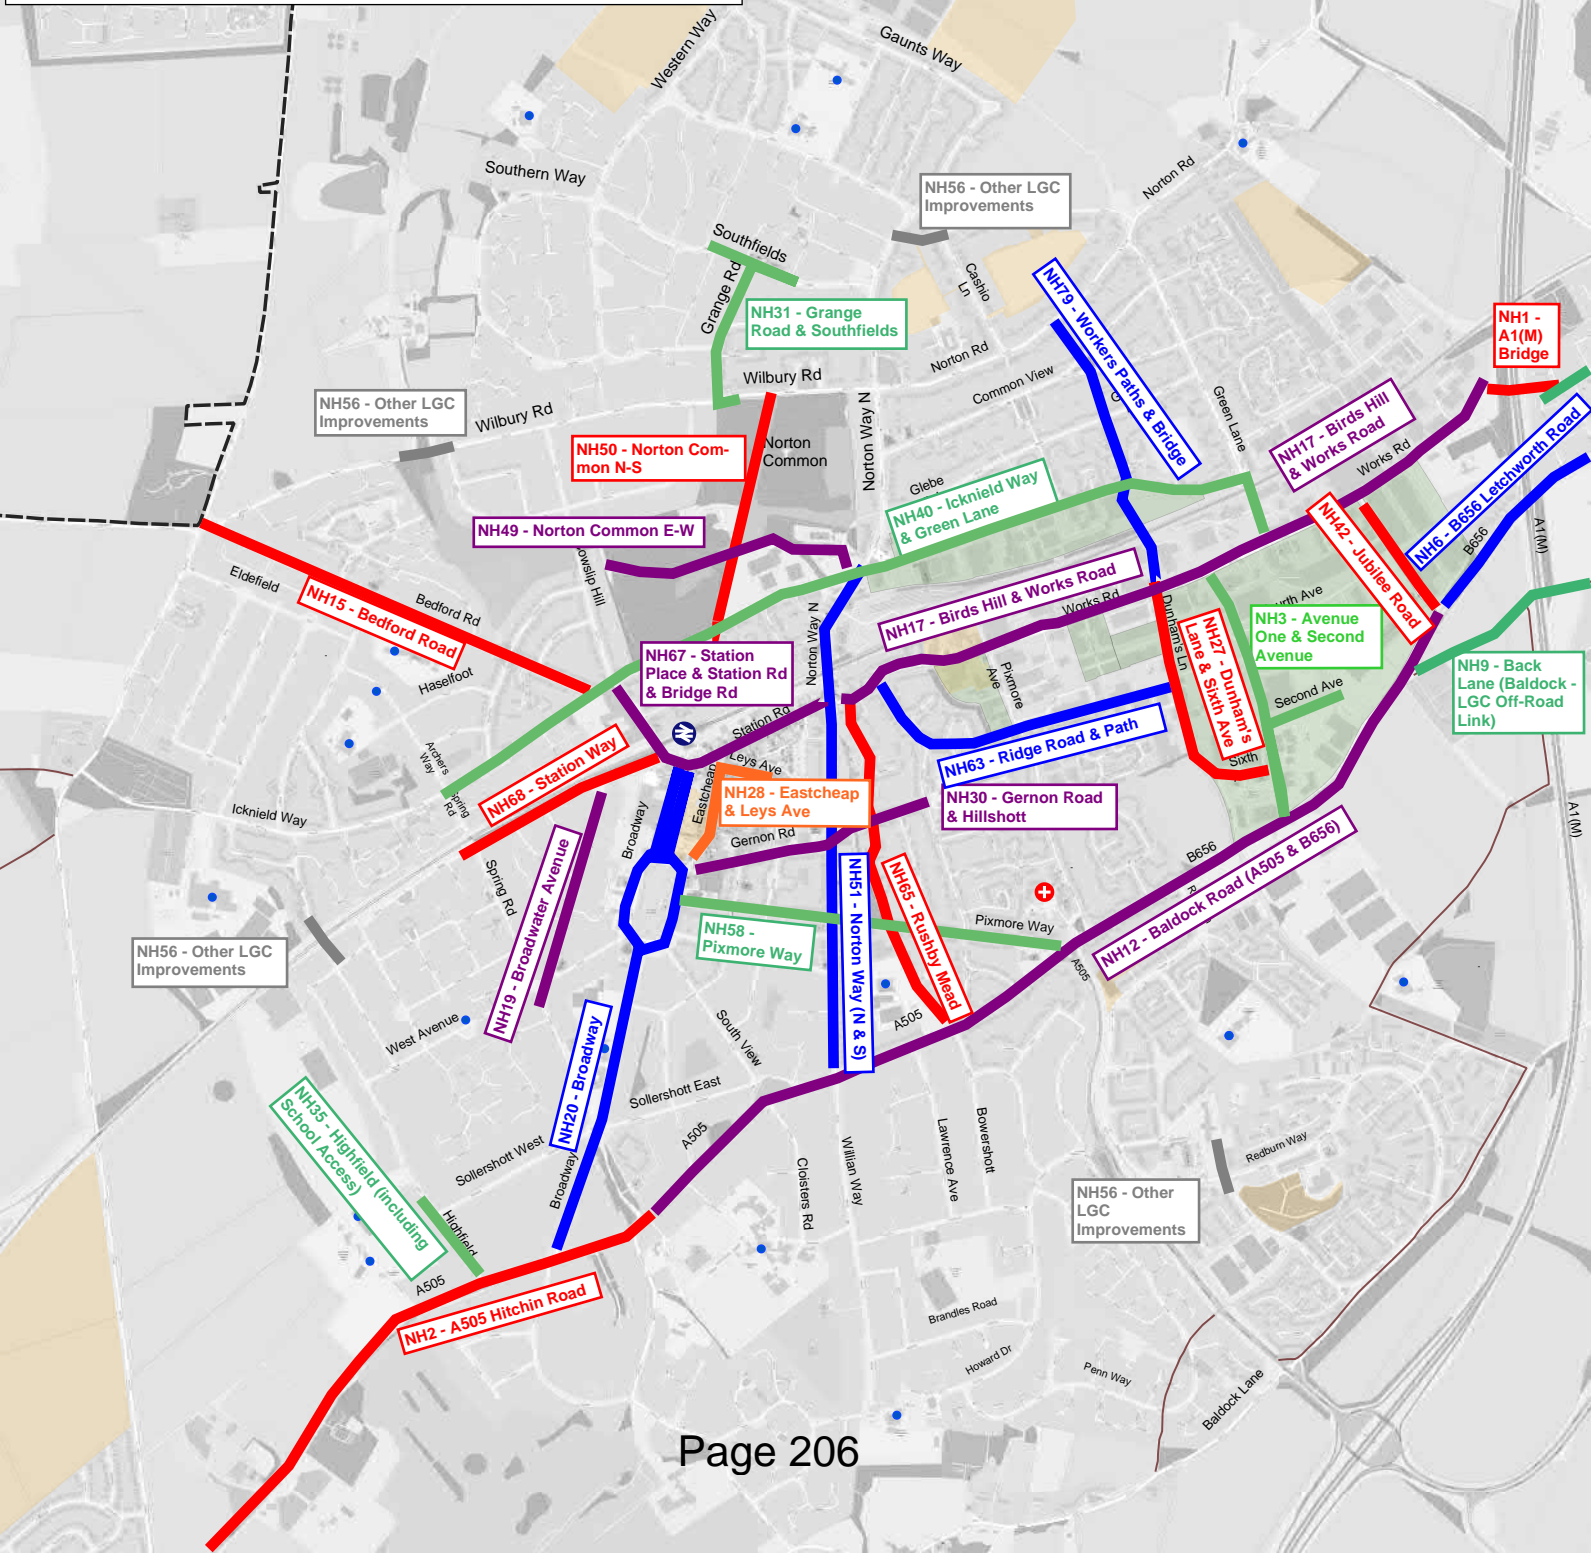 Western Way
Gaunts Way
Southern Way
Norton Rd
NH56 - Other LGC
Improvements
Southfields
Grange Rd
Cashio
Ln
NH79 - Workers Paths & Bridge
NH31 - Grange
Road & Southfields
NH1 -
A1(M)
Bridge
Norton Rd
Wilbury Rd
Common View
Green Lane
NH56 - Other LGC
Improvements
Wilbury Rd
Norton Way N
NH17 - Birds Hill
& Works Road
Works Rd
NH6 - B656 Letchworth Road
NH50 - Norton Com-
mon N-S
Norton
Common
Glebe
NH40 - Icknield Way
& Green Lane
NH42 - Jubilee Road
B656
A1(M)
NH49 - Norton Common E-W
Eldefield
Bedford Rd
NH15 - Bedford Road
Norton Way N
NH17 - Birds Hill & Works Road
Works Rd
Dunham's Ln
NH27 - Dunham's
Lane & Sixth Ave
NH3 - Avenue
One & Second
Avenue
Second Ave
Sixth
NH9 - Back
Lane (Baldock -
LGC Off-Road
Link)
NH67 - Station
Place & Station Rd
& Bridge Rd
Haselfoot
Pixmore
Ave
Station Rd
NH63 - Ridge Road & Path
Archers
Way
NH68 - Station Way
Leys Ave
Eastcheap
NH28 - Eastcheap
& Leys Ave
NH30 - Gernon Road
& Hillshott
Spring
Rd
Icknield Way
Broadway
Gernon Rd
A1(M)
NH19 - Broadwater Avenue
Spring Rd
B656
NH12 - Baldock Road (A505 & B656)
NH51 - Norton Way (N & S)
NH65 - Rushby Mead
Pixmore Way
NH58 -
Pixmore Way
NH56 - Other LGC
Improvements
A505
A505
West Avenue
South View
NH20 - Broadway
Sollershott East
NH35 - Highfield (including
School Access)
Sollershott West
A505
Broadway
Cloisters Rd
Willian Way
Lawrence Ave
Bowershott
Redburn Way
NH56 - Other
LGC
Improvements
Highfield
A505
NH2 - A505 Hitchin Road
Brandles Road
Howard Dr
Penn Way
Baldock Lane
Page 206